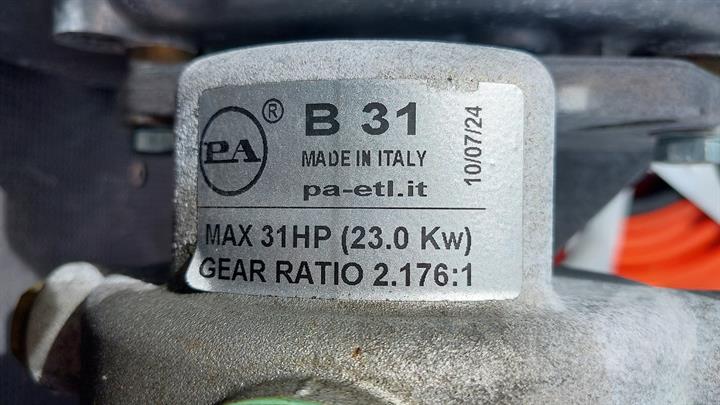 PA ®
B 31
MADE IN ITALY
pa-etl.it
10/07/24
MAX 31HP (23.0 Kw)
GEAR RATIO 2.176:1